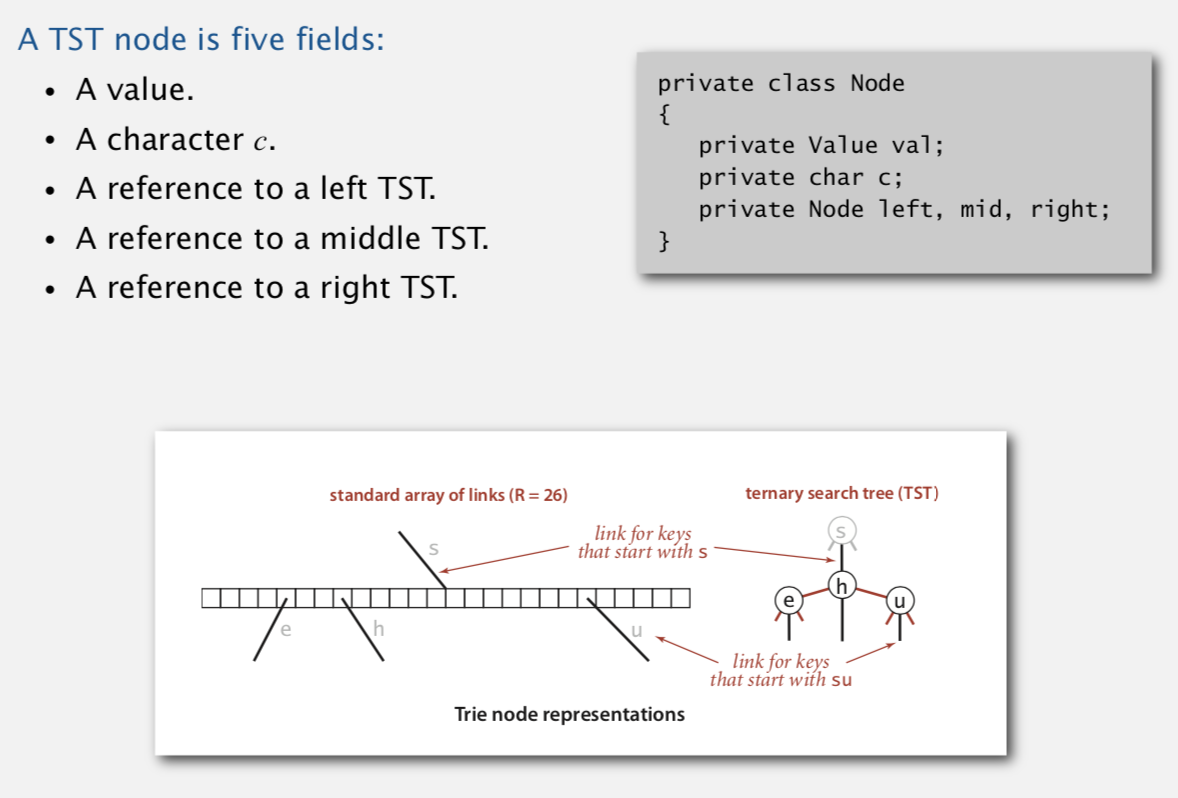 A TST node is five fields:
• A value.
• A character c.
• A reference to a left TST.
• A reference to a middle TST.
• A reference to a right TST.
private class Node
{
   private Value val;
   private char c;
   private Node left, mid, right;
}
standard array of links (R = 26)
ternary search tree (TST)
link for keys
that start with s
s
s
e
h
u
e
h
u
link for keys
that start with su
Trie node representations